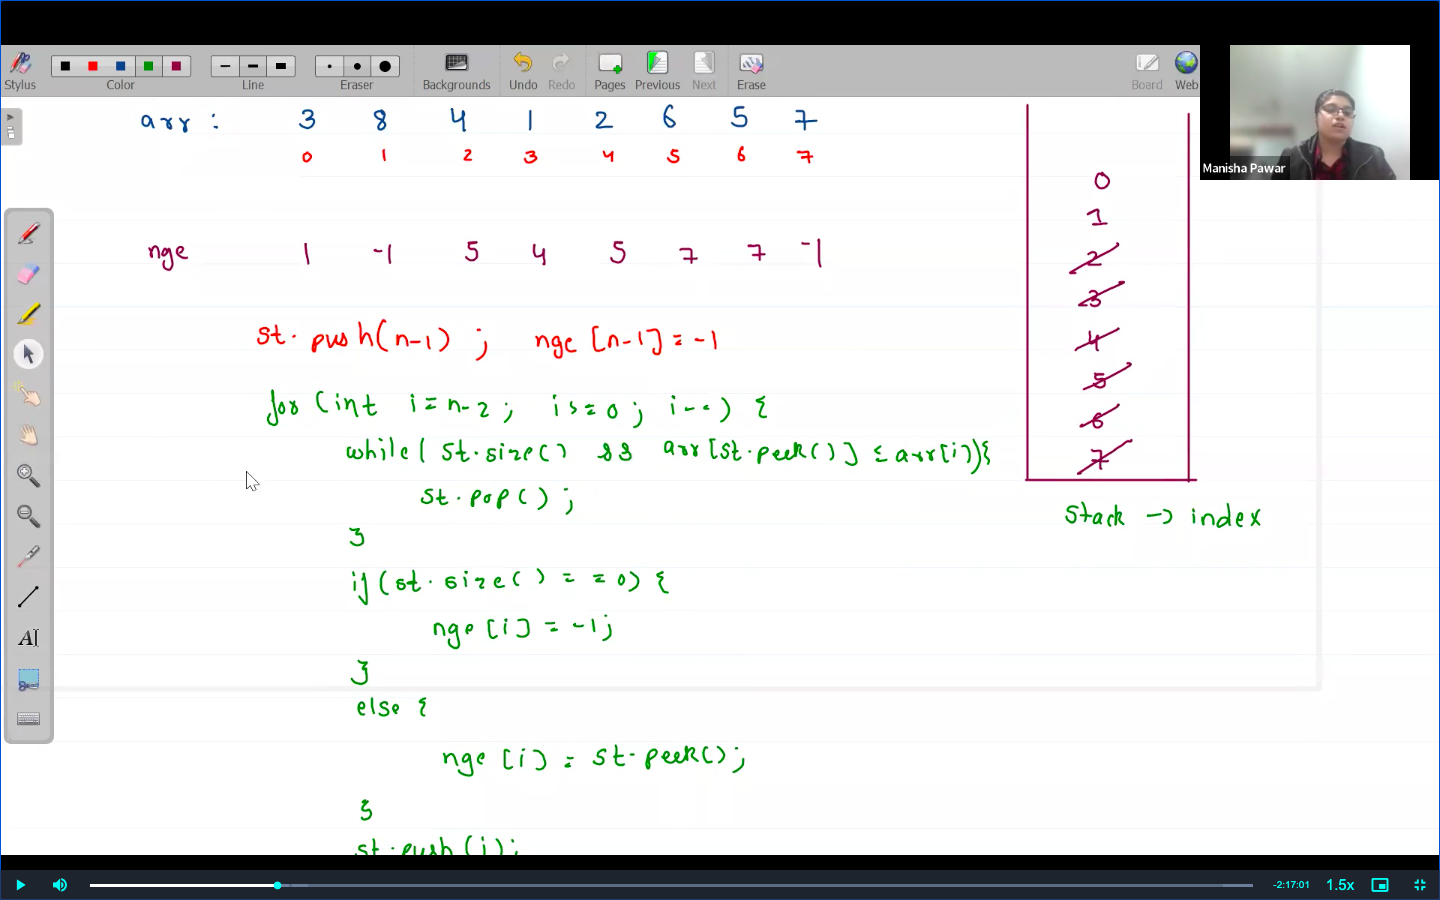 Stylus Color Line Eraser Backgrounds Undo Redo Pages Previous Next Erase Board Web
Manisha Pawar
arr : 3 8 4 1 2 6 5 7
0 1 2 3 4 5 6 7
nge 1 -1 5 4 5 7 7 -1
0
1
2
3
4
5
6
7
stack -> index
st.push(n-1) ; nge [n-1] = -1
for (int i = n-2 ; i >= 0 ; i--) {
while( st.size() && arr[st.peek()] ≤ arr[i]){
st.pop() ;
}
if (st.size() == 0) {
nge [i] = -1;
}
else {
nge [i] = st.peek();
}
st.push(i);
AI
-2:17:01 1.5x